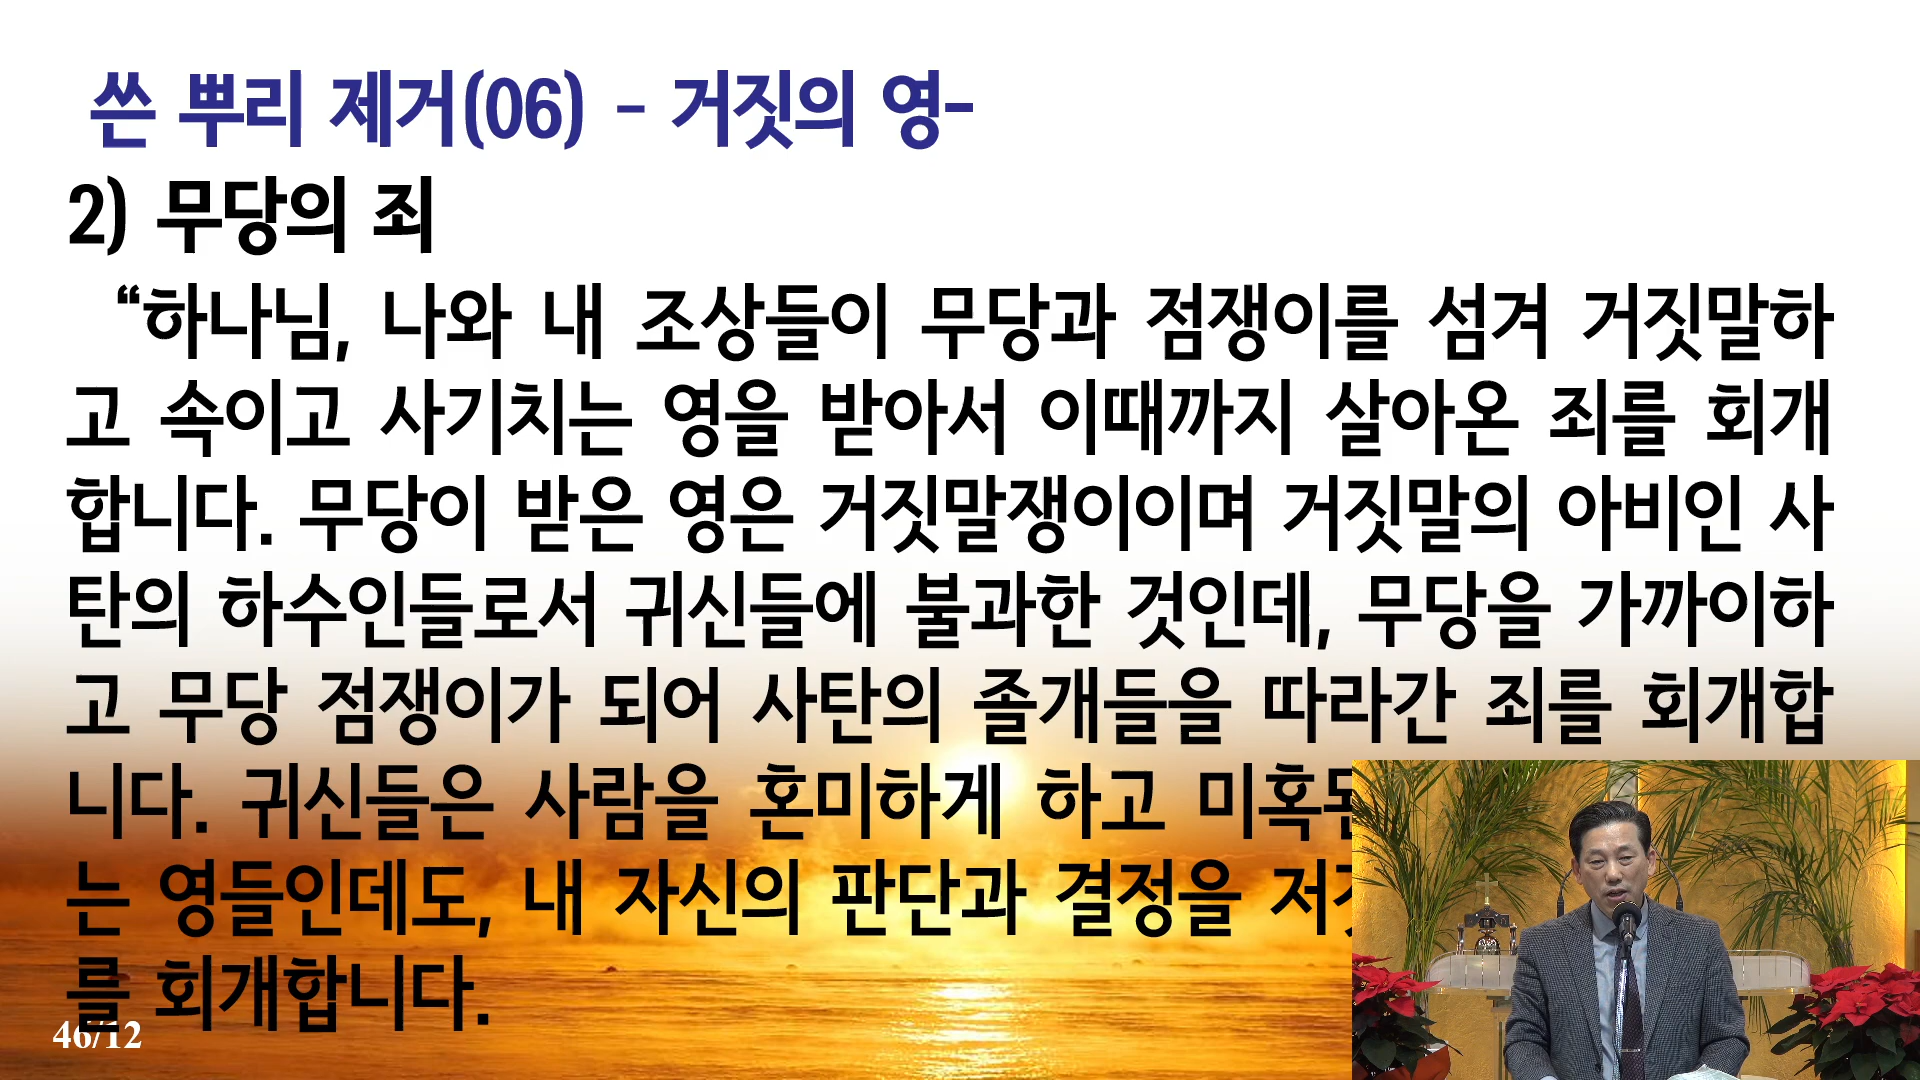 쓴 뿌리 제거(06) - 거짓의 영-
2) 무당의 죄
“하나님, 나와 내 조상들이 무당과 점쟁이를 섬겨 거짓말하
고 속이고 사기치는 영을 받아서 이때까지 살아온 죄를 회개
합니다. 무당이 받은 영은 거짓말쟁이이며 거짓말의 아비인 사
탄의 하수인들로서 귀신들에 불과한 것인데, 무당을 가까이하
고 무당 점쟁이가 되어 사탄의 졸개들을 따라간 죄를 회개합
니다. 귀신들은 사람을 혼미하게 하고
는 영들인데도, 내 자신의 판단과 결정을
를 회개합니다.
46/12